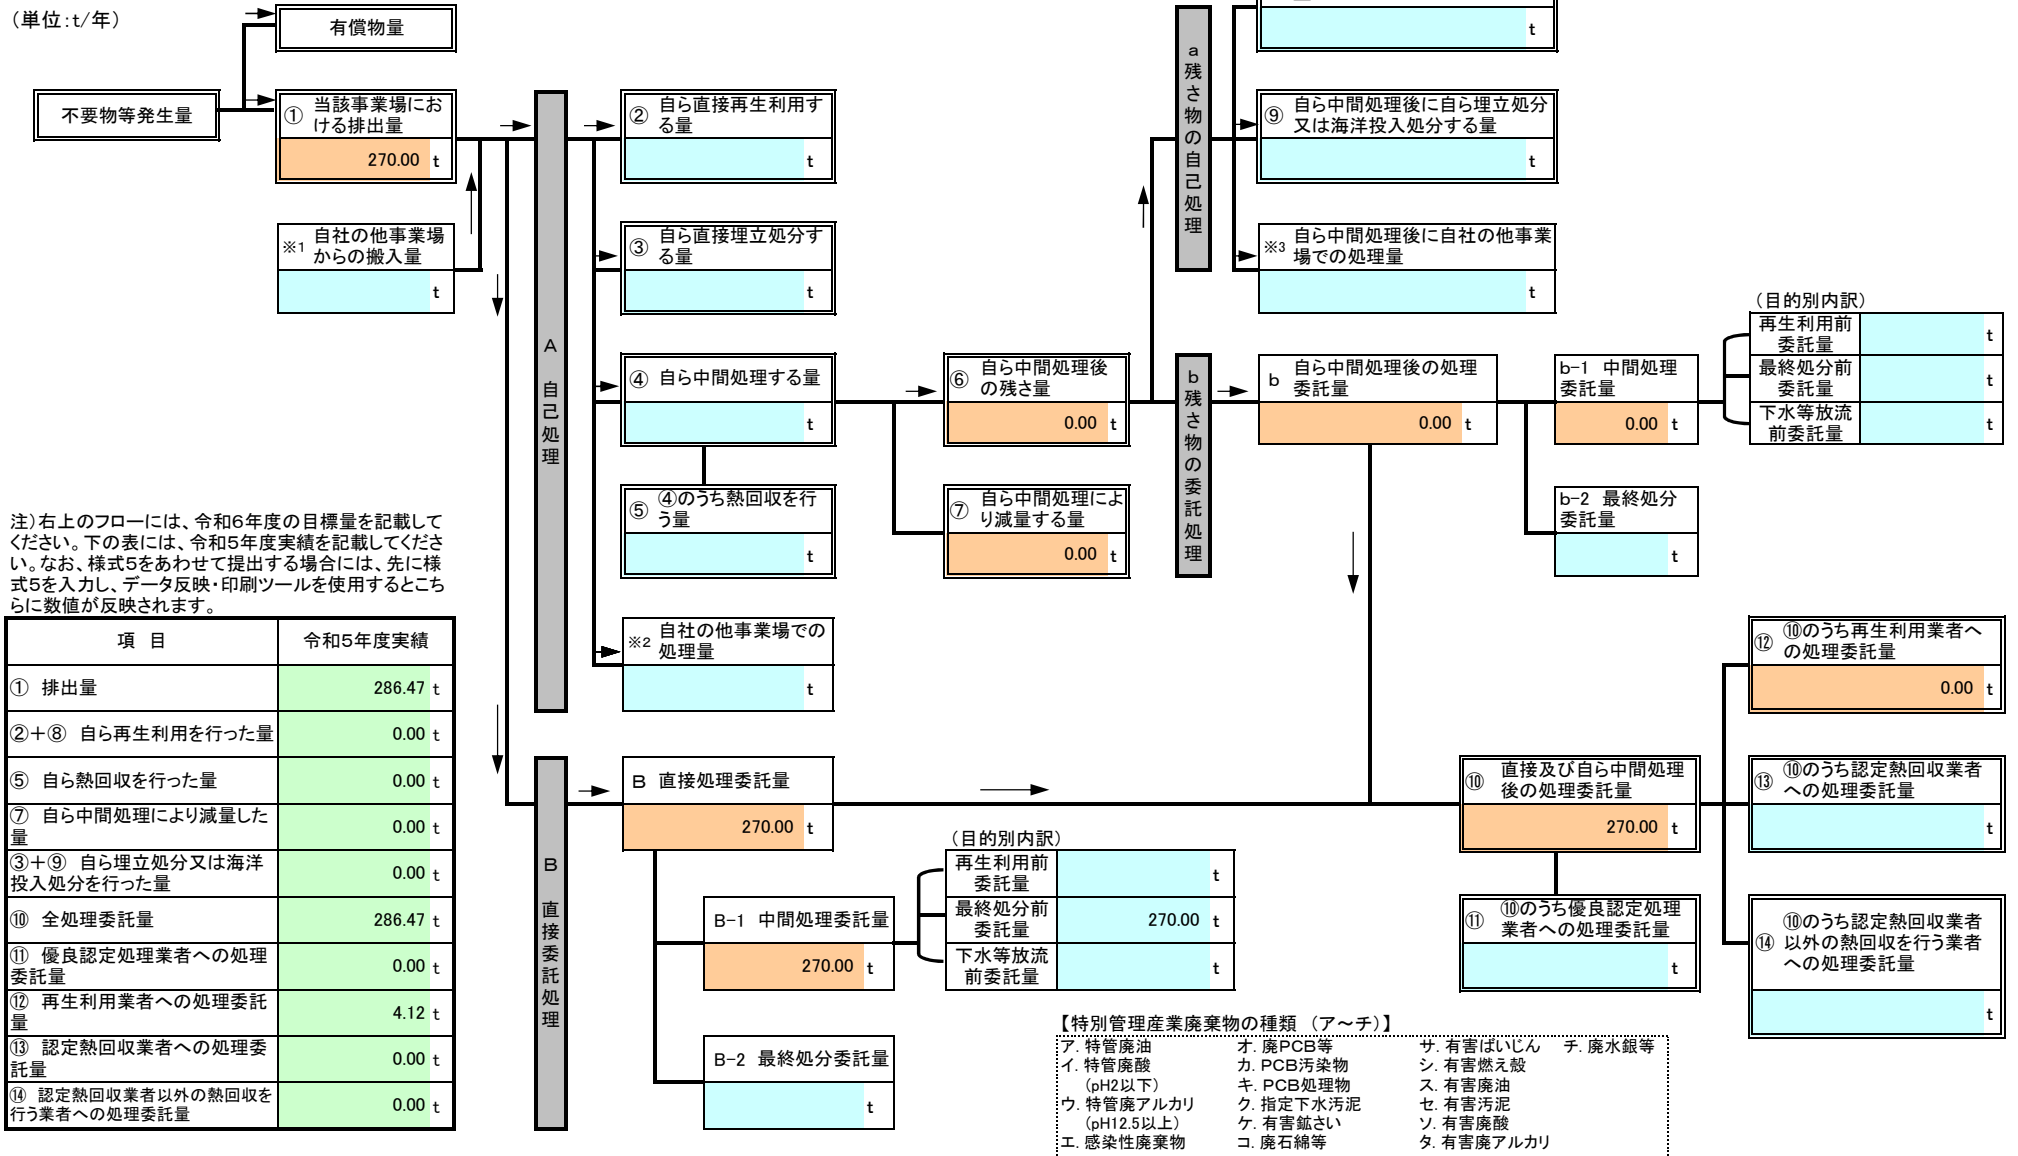 （単位：t/年）
有償物量
不要物等発生量
① 当該事業場にお
ける排出量
270.00 t
※1 自社の他事業場
からの搬入量
t
A 自己処理
② 自ら直接再生利用す
る量
t
③ 自ら直接埋立処分す
る量
t
④ 自ら中間処理する量
t
⑤ ④のうち熱回収を行
う量
t
※2 自社の他事業場での
処理量
t
⑥ 自ら中間処理後
の残さ量
0.00 t
⑦ 自ら中間処理によ
り減量する量
0.00 t
a 残さ物の自己処理
t
⑨ 自ら中間処理後に自ら埋立処分
又は海洋投入処分する量
t
※3 自ら中間処理後に自社の他事業
場での処理量
t
b 残さ物の委託処理
b 自ら中間処理後の処理
委託量
0.00 t
b-1 中間処理
委託量
0.00 t
b-2 最終処分
委託量
t
（目的別内訳）
再生利用前
委託量
t
最終処分前
委託量
t
下水等放流
前委託量
t
注）右上のフローには、令和６年度の目標量を記載して
ください。下の表には、令和５年度実績を記載してくださ
い。なお、様式５をあわせて提出する場合には、先に様
式５を入力し、データ反映・印刷ツールを使用するとこち
らに数値が反映されます。
項 目 令和５年度実績
① 排出量 286.47 t
②＋⑧ 自ら再生利用を行った量 0.00 t
⑤ 自ら熱回収を行った量 0.00 t
⑦ 自ら中間処理により減量した
量 0.00 t
③＋⑨ 自ら埋立処分又は海洋
投入処分を行った量 0.00 t
⑩ 全処理委託量 286.47 t
⑪ 優良認定処理業者への処理
委託量 0.00 t
⑫ 再生利用業者への処理委託
量 4.12 t
⑬ 認定熱回収業者への処理委
託量 0.00 t
⑭ 認定熱回収業者以外の熱回収を
行う業者への処理委託量 0.00 t
B 直接委託処理
B 直接処理委託量
270.00 t
B-1 中間処理委託量
270.00 t
B-2 最終処分委託量
t
（目的別内訳）
再生利用前
委託量
t
最終処分前
委託量
270.00 t
下水等放流
前委託量
t
⑩ 直接及び自ら中間処理
後の処理委託量
270.00 t
⑪ ⑩のうち優良認定処理
業者への処理委託量
t
⑫ ⑩のうち再生利用業者へ
の処理委託量
0.00 t
⑬ ⑩のうち認定熱回収業者
への処理委託量
t
⑭ ⑩のうち認定熱回収業者
以外の熱回収を行う業者
への処理委託量
t
【特別管理産業廃棄物の種類 （ア～チ）】
ア. 特管廃油 オ. 廃PCB等 サ. 有害ばいじん チ. 廃水銀等
イ. 特管廃酸 カ. PCB汚染物 シ. 有害燃え殻
（pH2以下） キ. PCB処理物 ス. 有害廃油
ウ. 特管廃アルカリ ク. 指定下水汚泥 セ. 有害汚泥
（pH12.5以上） ケ. 有害鉱さい ソ. 有害廃酸
エ. 感染性廃棄物 コ. 廃石綿等 タ. 有害廃アルカリ